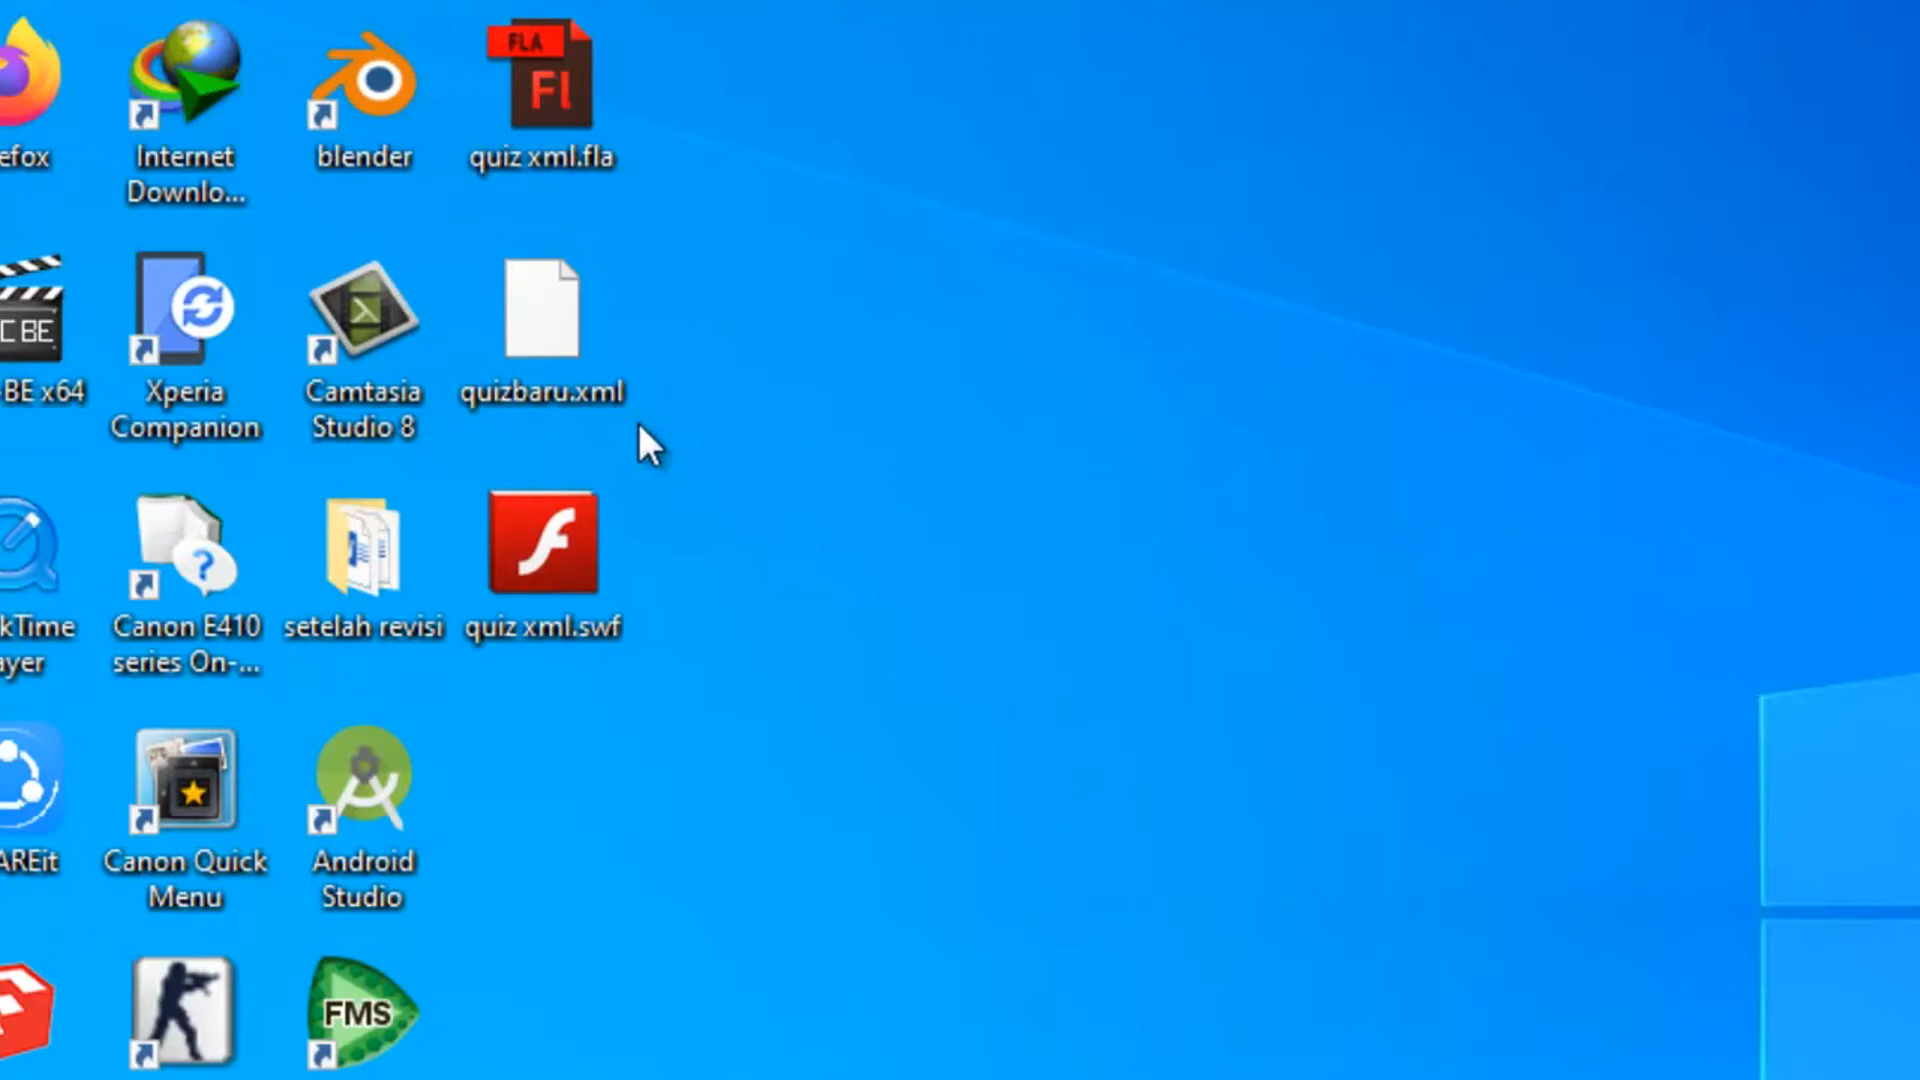 efox
Internet
Downlo...
blender
FLA
Fl
quiz xml.fla
C BE
-BE x64
Xperia
Companion
Camtasia
Studio 8
quizbaru.xml
kTime
ayer
Canon E410
series On-...
setelah revisi
quiz xml.swf
AREit
Canon Quick
Menu
Android
Studio
FMS